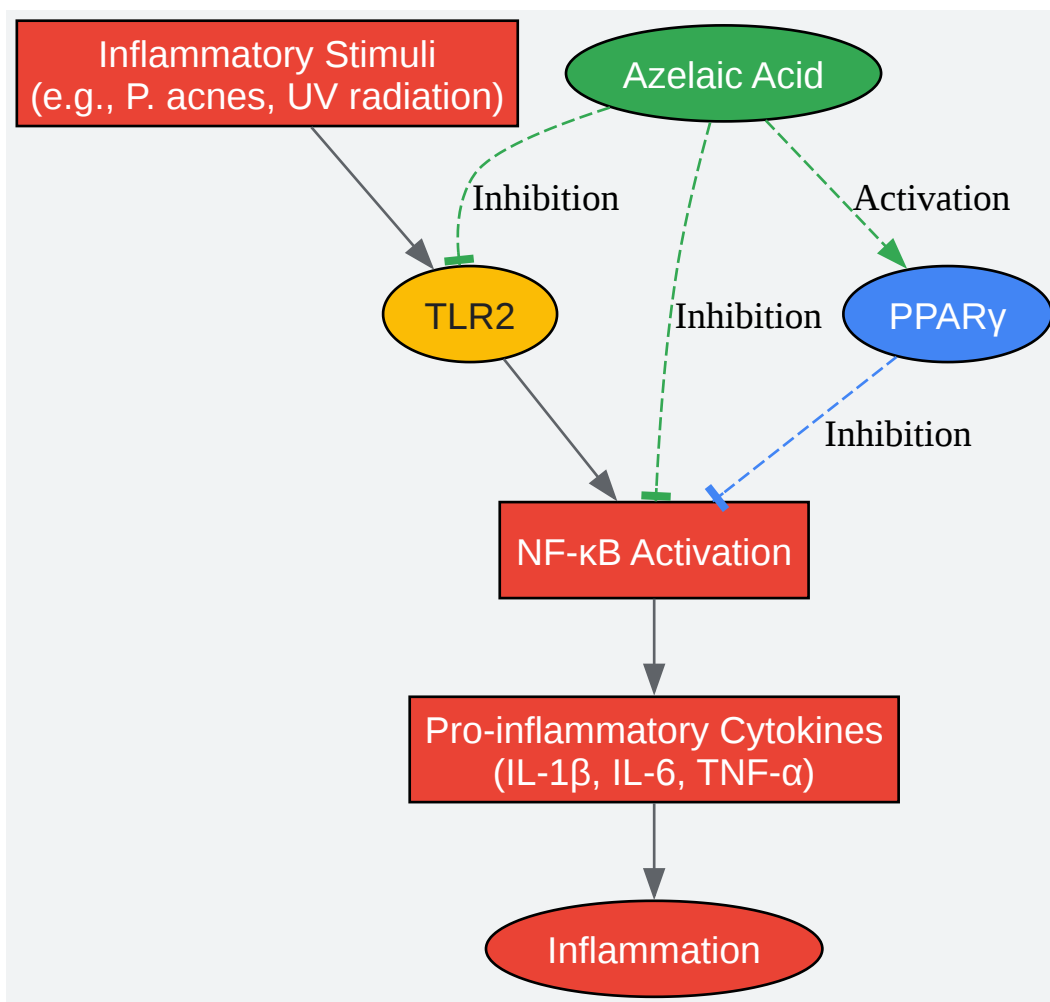 Inflammatory Stimuli
(e.g., P. acnes, UV radiation)
Azelaic Acid
Inhibition
Activation
TLR2
Inhibition
PPARγ
Inhibition
NF-κB Activation
Pro-inflammatory Cytokines
(IL-1β, IL-6, TNF-α)
Inflammation